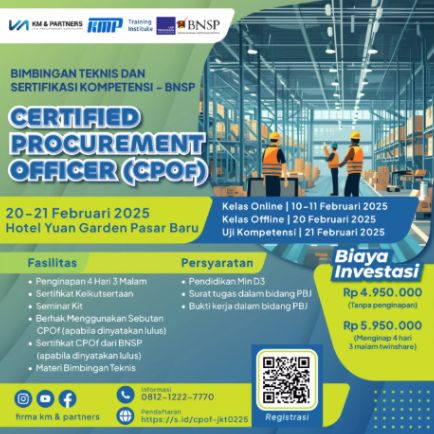 KM & PARTNERS
KMP
Training
Institute
BNSP
BIMBINGAN TEKNIS DAN
SERTIFIKASI KOMPETENSI - BNSP
CERTIFIED
PROCUREMENT
OFFICER (CPOF)
20-21 Februari 2025
Hotel Yuan Garden Pasar Baru
Kelas Online | 10-11 Februari 2025
Kelas Offline | 20 Februari 2025
Uji Kompetensi | 21 Februari 2025
Fasilitas
• Penginapan 4 Hari 3 Malam
• Sertifikat Keikutsertaan
• Seminar Kit
• Berhak Menggunakan Sebutan
CPOf (apabila dinyatakan lulus)
• Sertifikat CPOf dari BNSP
(apabila dinyatakan lulus)
• Materi Bimbingan Teknis
Persyaratan
• Pendidikan Min D3
• Surat tugas dalam bidang PBJ
• Bukti kerja dalam bidang PBJ
Biaya
Investasi
Rp 4.950.000
(Tanpa penginapan)
Rp 5.950.000
(Menginap 4 hari
3 malam twinshare)
firma km & partners
Informasi
0812-1222-7770
Pendaftaran
https://s.id/cpof-jkt0225
Registrasi